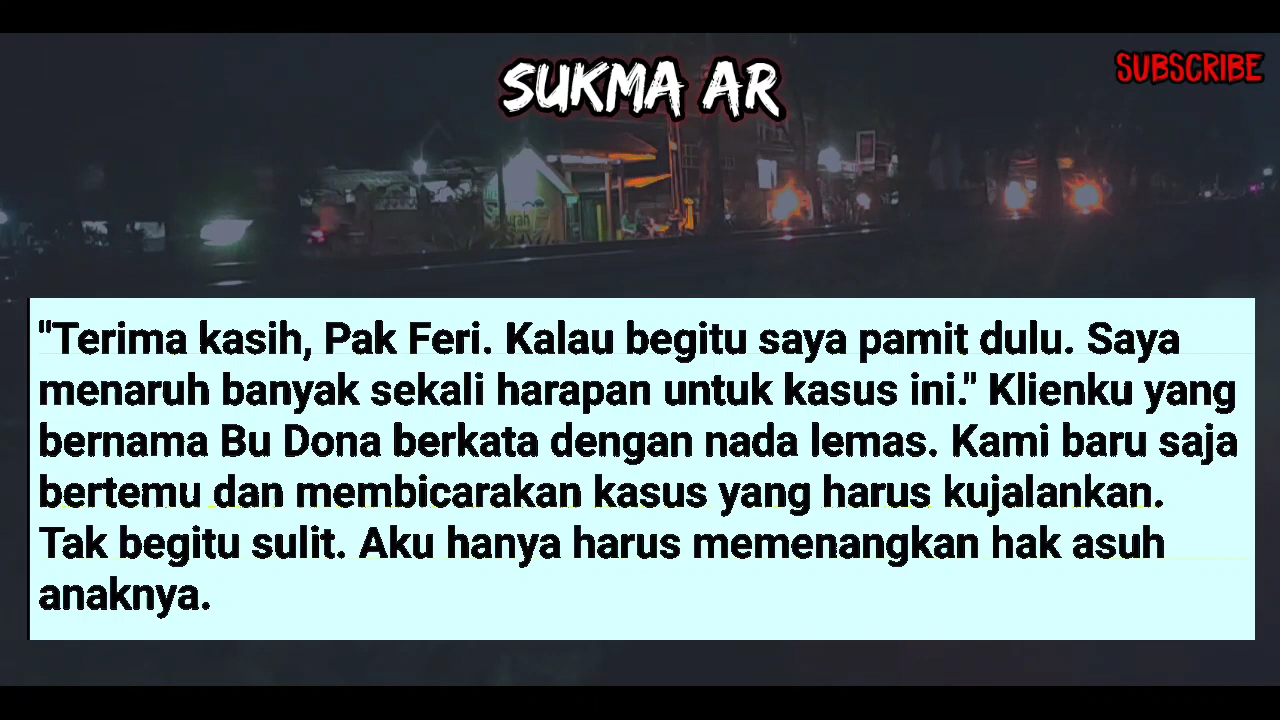 SUKMA AR
SUBSCRIBE
"Terima kasih, Pak Feri. Kalau begitu saya pamit dulu. Saya
menaruh banyak sekali harapan untuk kasus ini." Klienku yang
bernama Bu Dona berkata dengan nada lemas. Kami baru saja
bertemu dan membicarakan kasus yang harus kujalankan.
Tak begitu sulit. Aku hanya harus memenangkan hak asuh
anaknya.